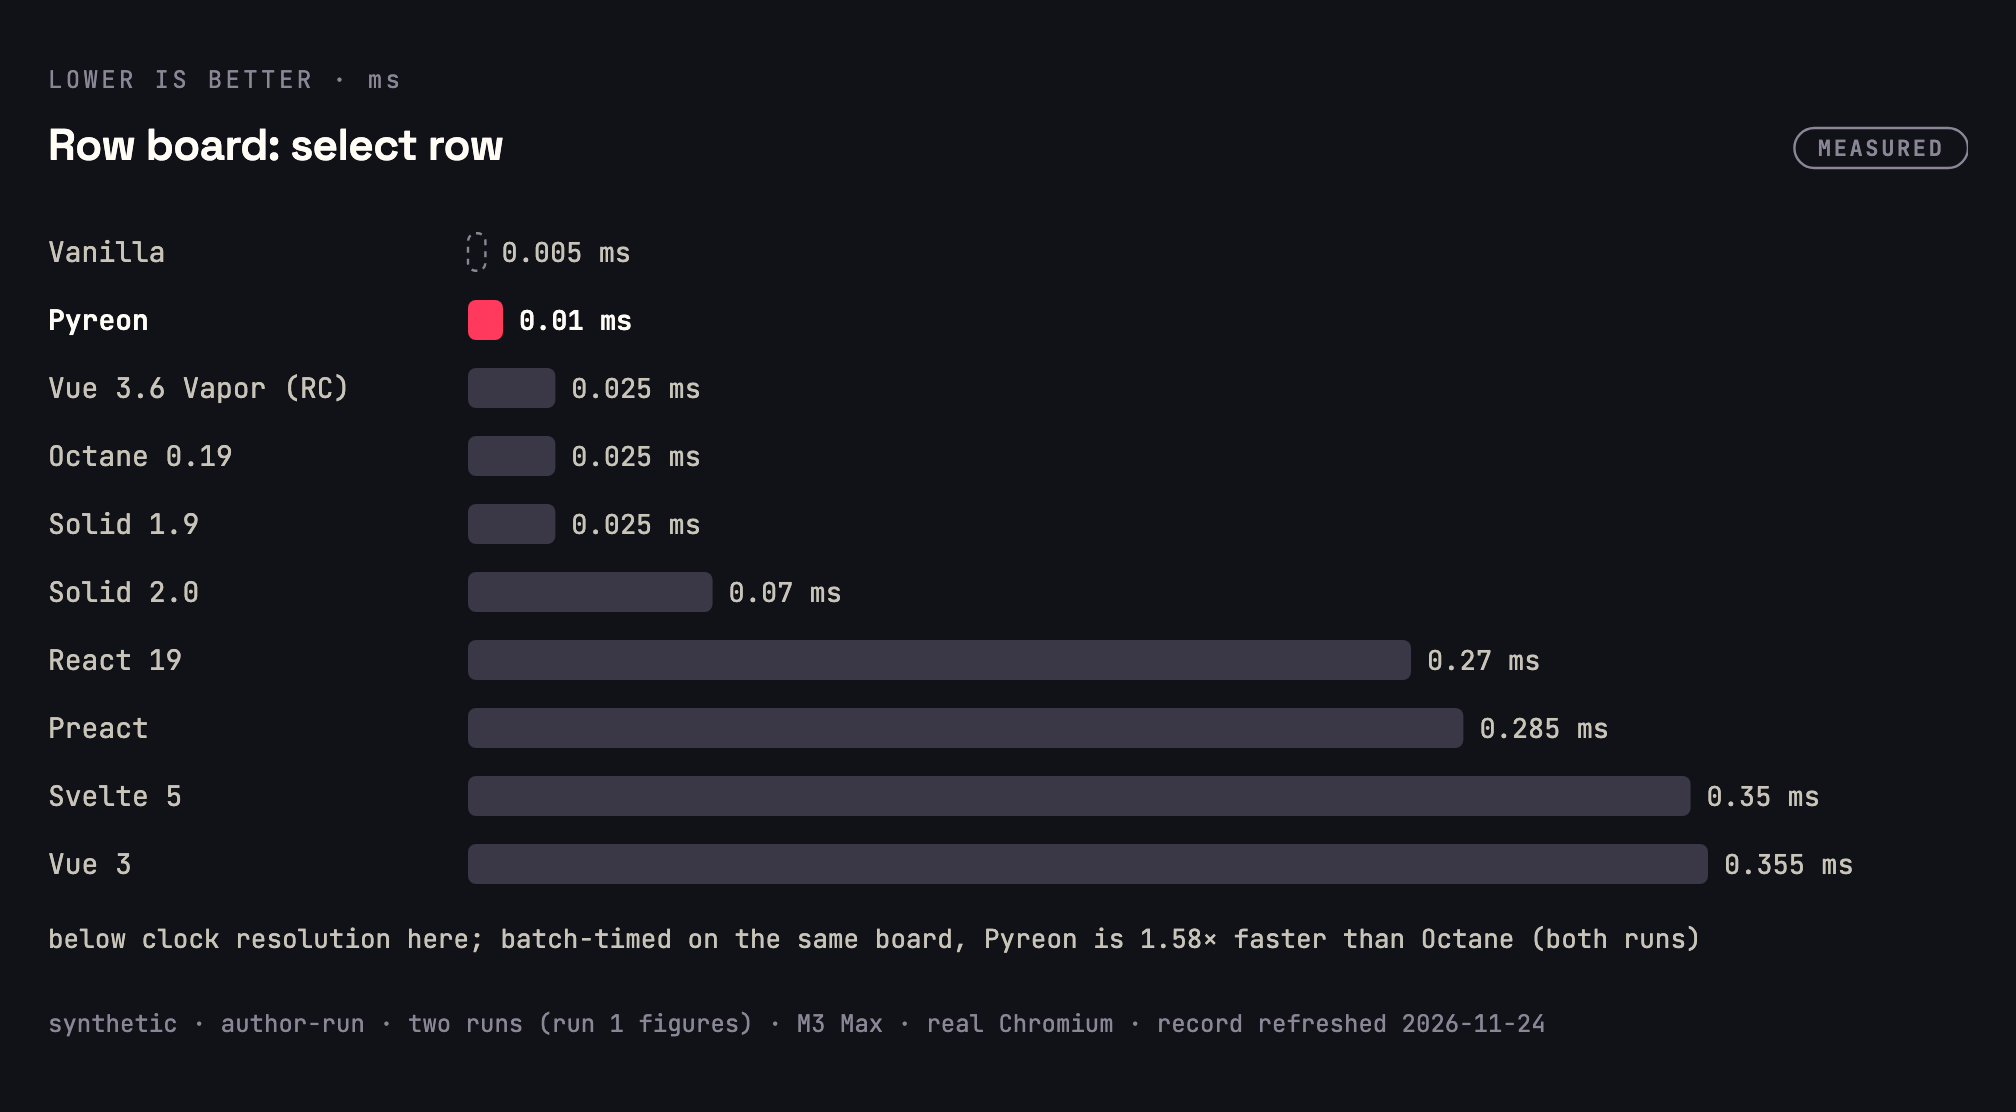 LOWER IS BETTER · ms
Row board: select row
MEASURED
Vanilla 0.005 ms
Pyreon 0.01 ms
Vue 3.6 Vapor (RC) 0.025 ms
Octane 0.19 0.025 ms
Solid 1.9 0.025 ms
Solid 2.0 0.07 ms
React 19 0.27 ms
Preact 0.285 ms
Svelte 5 0.35 ms
Vue 3 0.355 ms
below clock resolution here; batch-timed on the same board, Pyreon is 1.58× faster than Octane (both runs)
synthetic · author-run · two runs (run 1 figures) · M3 Max · real Chromium · record refreshed 2026-11-24